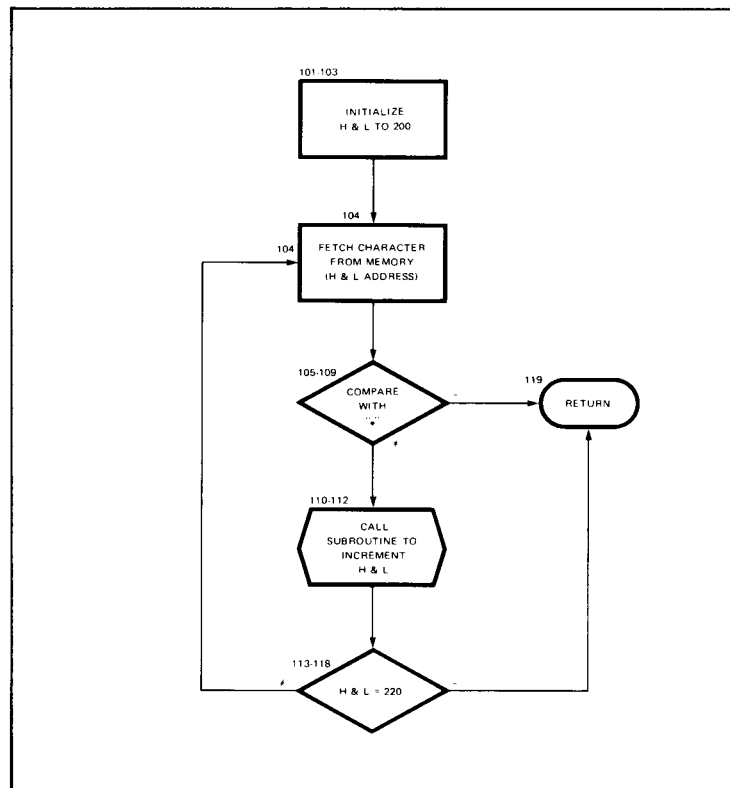 101-103
INITIALIZE
H & L TO 200
104
104
FETCH CHARACTER
FROM MEMORY
(H & L ADDRESS)
105-109
COMPARE
WITH
"."
≠
119
RETURN
110-112
CALL
SUBROUTINE TO
INCREMENT
H & L
113-118
≠
H & L = 220